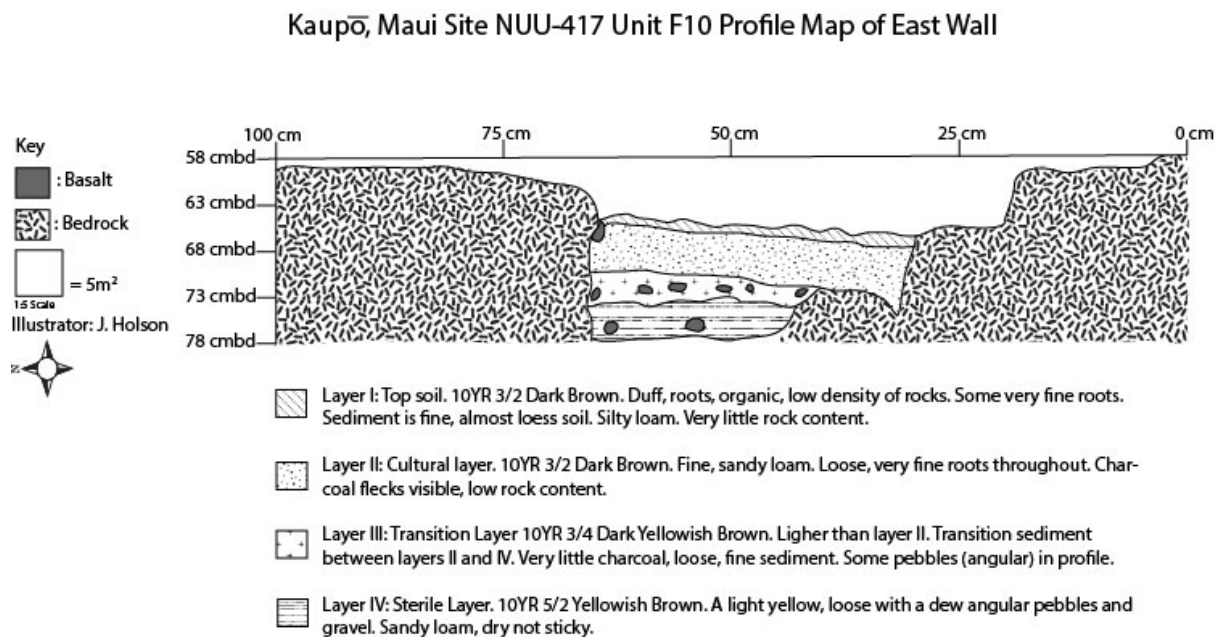 Kaupō, Maui Site NUU-417 Unit F10 Profile Map of East Wall
100 cm 75 cm 50 cm 25 cm 0 cm
Key
: Basalt
: Bedrock
= 5m²
1:5 Scale
Illustrator: J. Holson
N
58 cmbd
63 cmbd
68 cmbd
73 cmbd
78 cmbd
Layer I: Top soil. 10YR 3/2 Dark Brown. Duff, roots, organic, low density of rocks. Some very fine roots.
Sediment is fine, almost loess soil. Silty loam. Very little rock content.
Layer II: Cultural layer. 10YR 3/2 Dark Brown. Fine, sandy loam. Loose, very fine roots throughout. Char-
coal flecks visible, low rock content.
Layer III: Transition Layer 10YR 3/4 Dark Yellowish Brown. Ligher than layer II. Transition sediment
between layers II and IV. Very little charcoal, loose, fine sediment. Some pebbles (angular) in profile.
Layer IV: Sterile Layer. 10YR 5/2 Yellowish Brown. A light yellow, loose with a dew angular pebbles and
gravel. Sandy loam, dry not sticky.